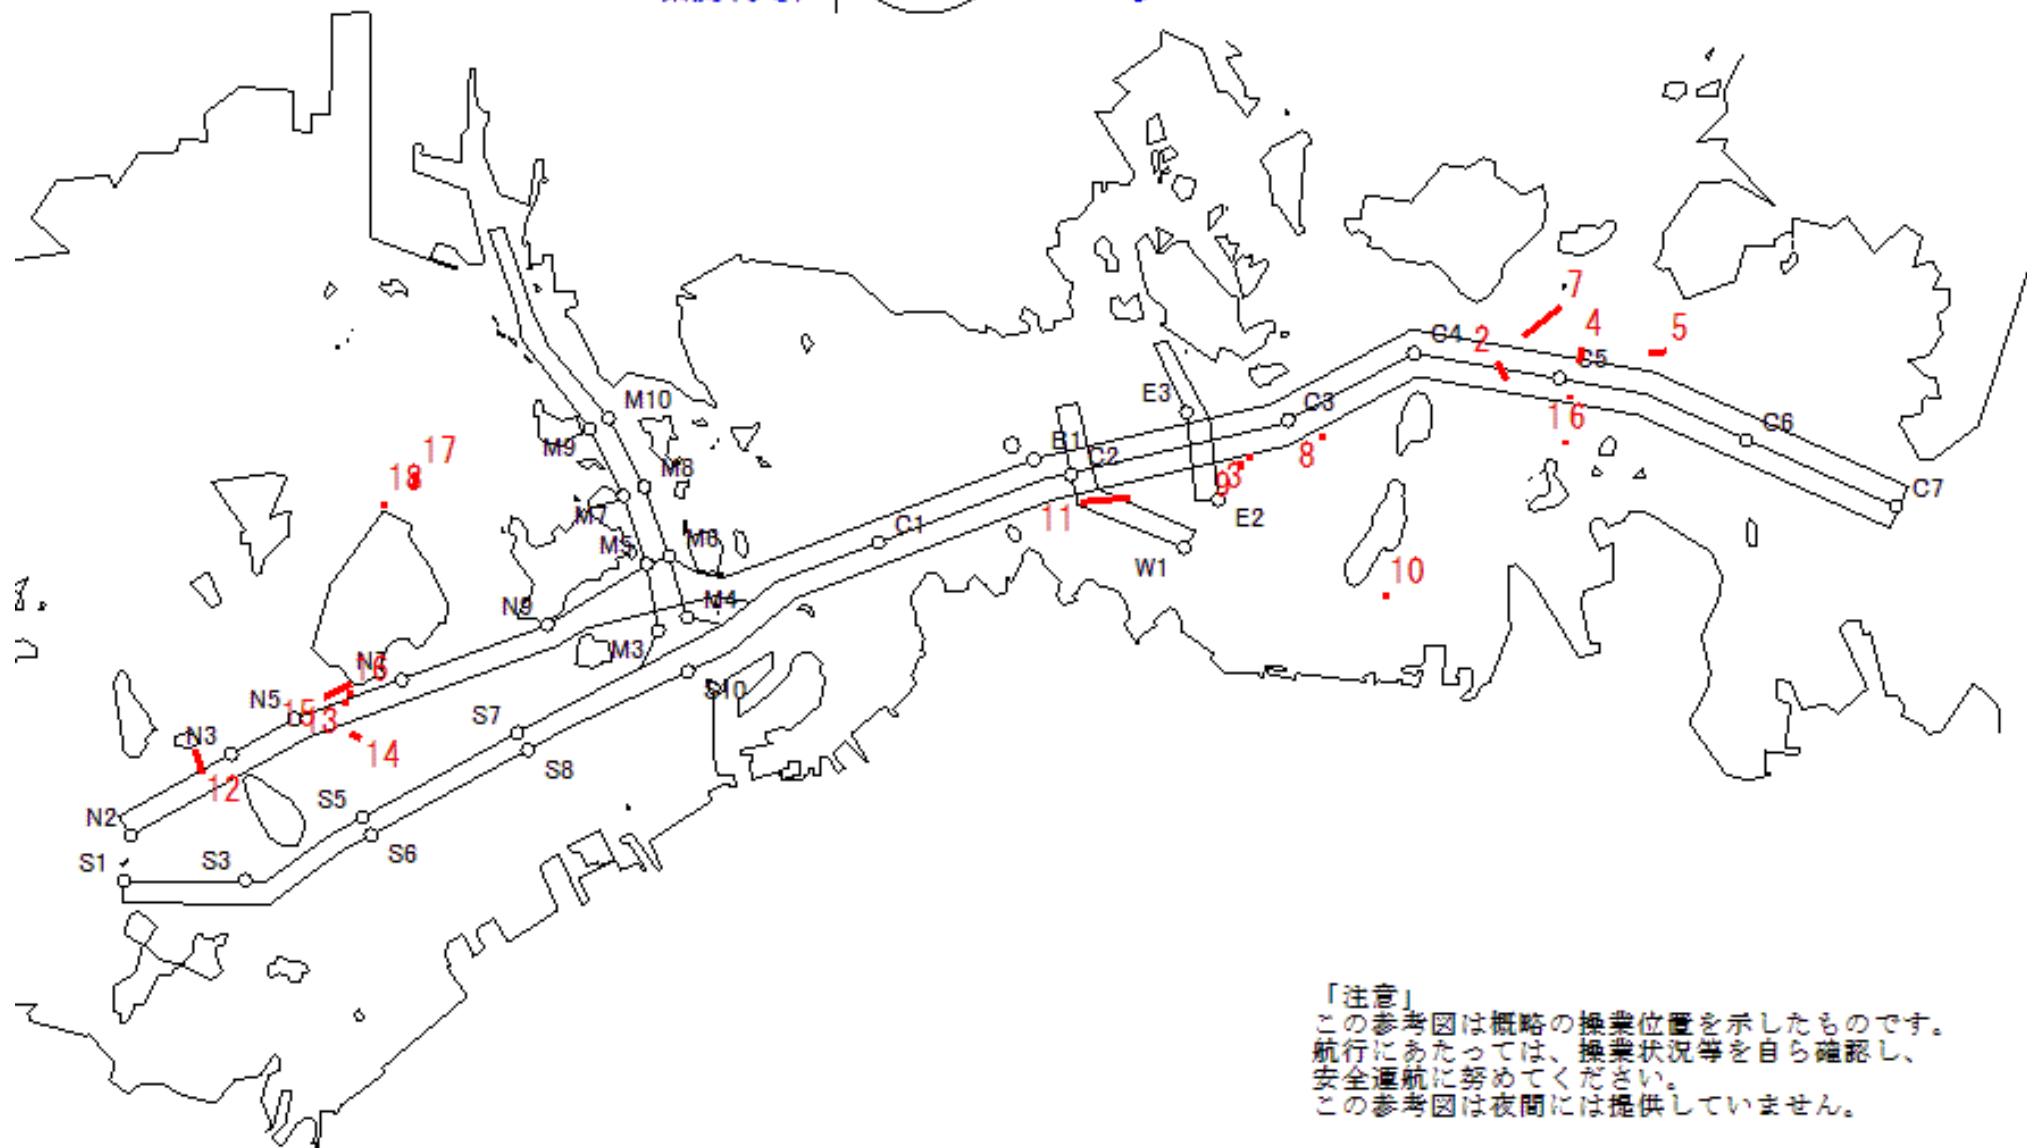 7
4
5
2
C4
C5
M10
E3
C3
C6
17
M9
B1
16
18
M8
C2
8
3
9
C7
M7
11
E2
M5
M6
C1
W1
10
N9
M4
M3
N7
16
S10
N5
15
13
S7
N3
14
S8
12
S5
N2
S6
S1
S3
「注意」
この参考図は概略の操業位置を示したものです。
航行にあたっては、操業状況等を自ら確認し、
安全運航に努めてください。
この参考図は夜間には提供していません。